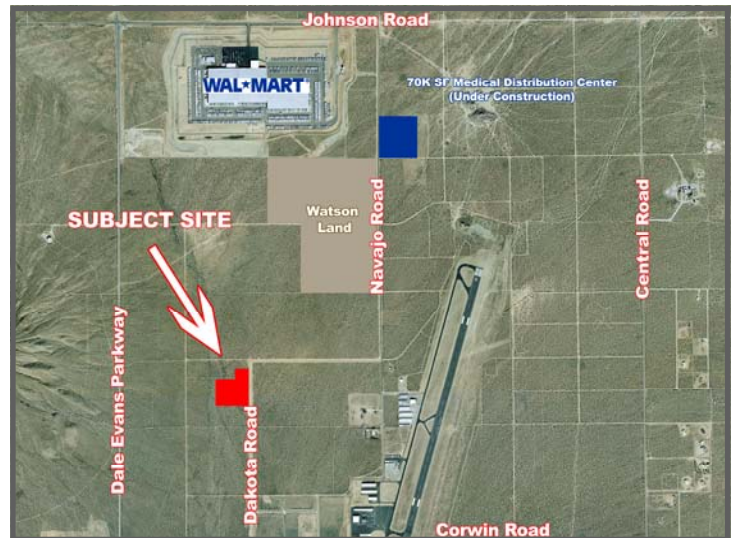 Johnson Road
WAL★MART
70K SF Medical Distribution Center
(Under Construction)
Watson
Land
Navajo Road
Central Road
SUBJECT SITE
Dale Evans Parkway
Dakota Road
Corwin Road